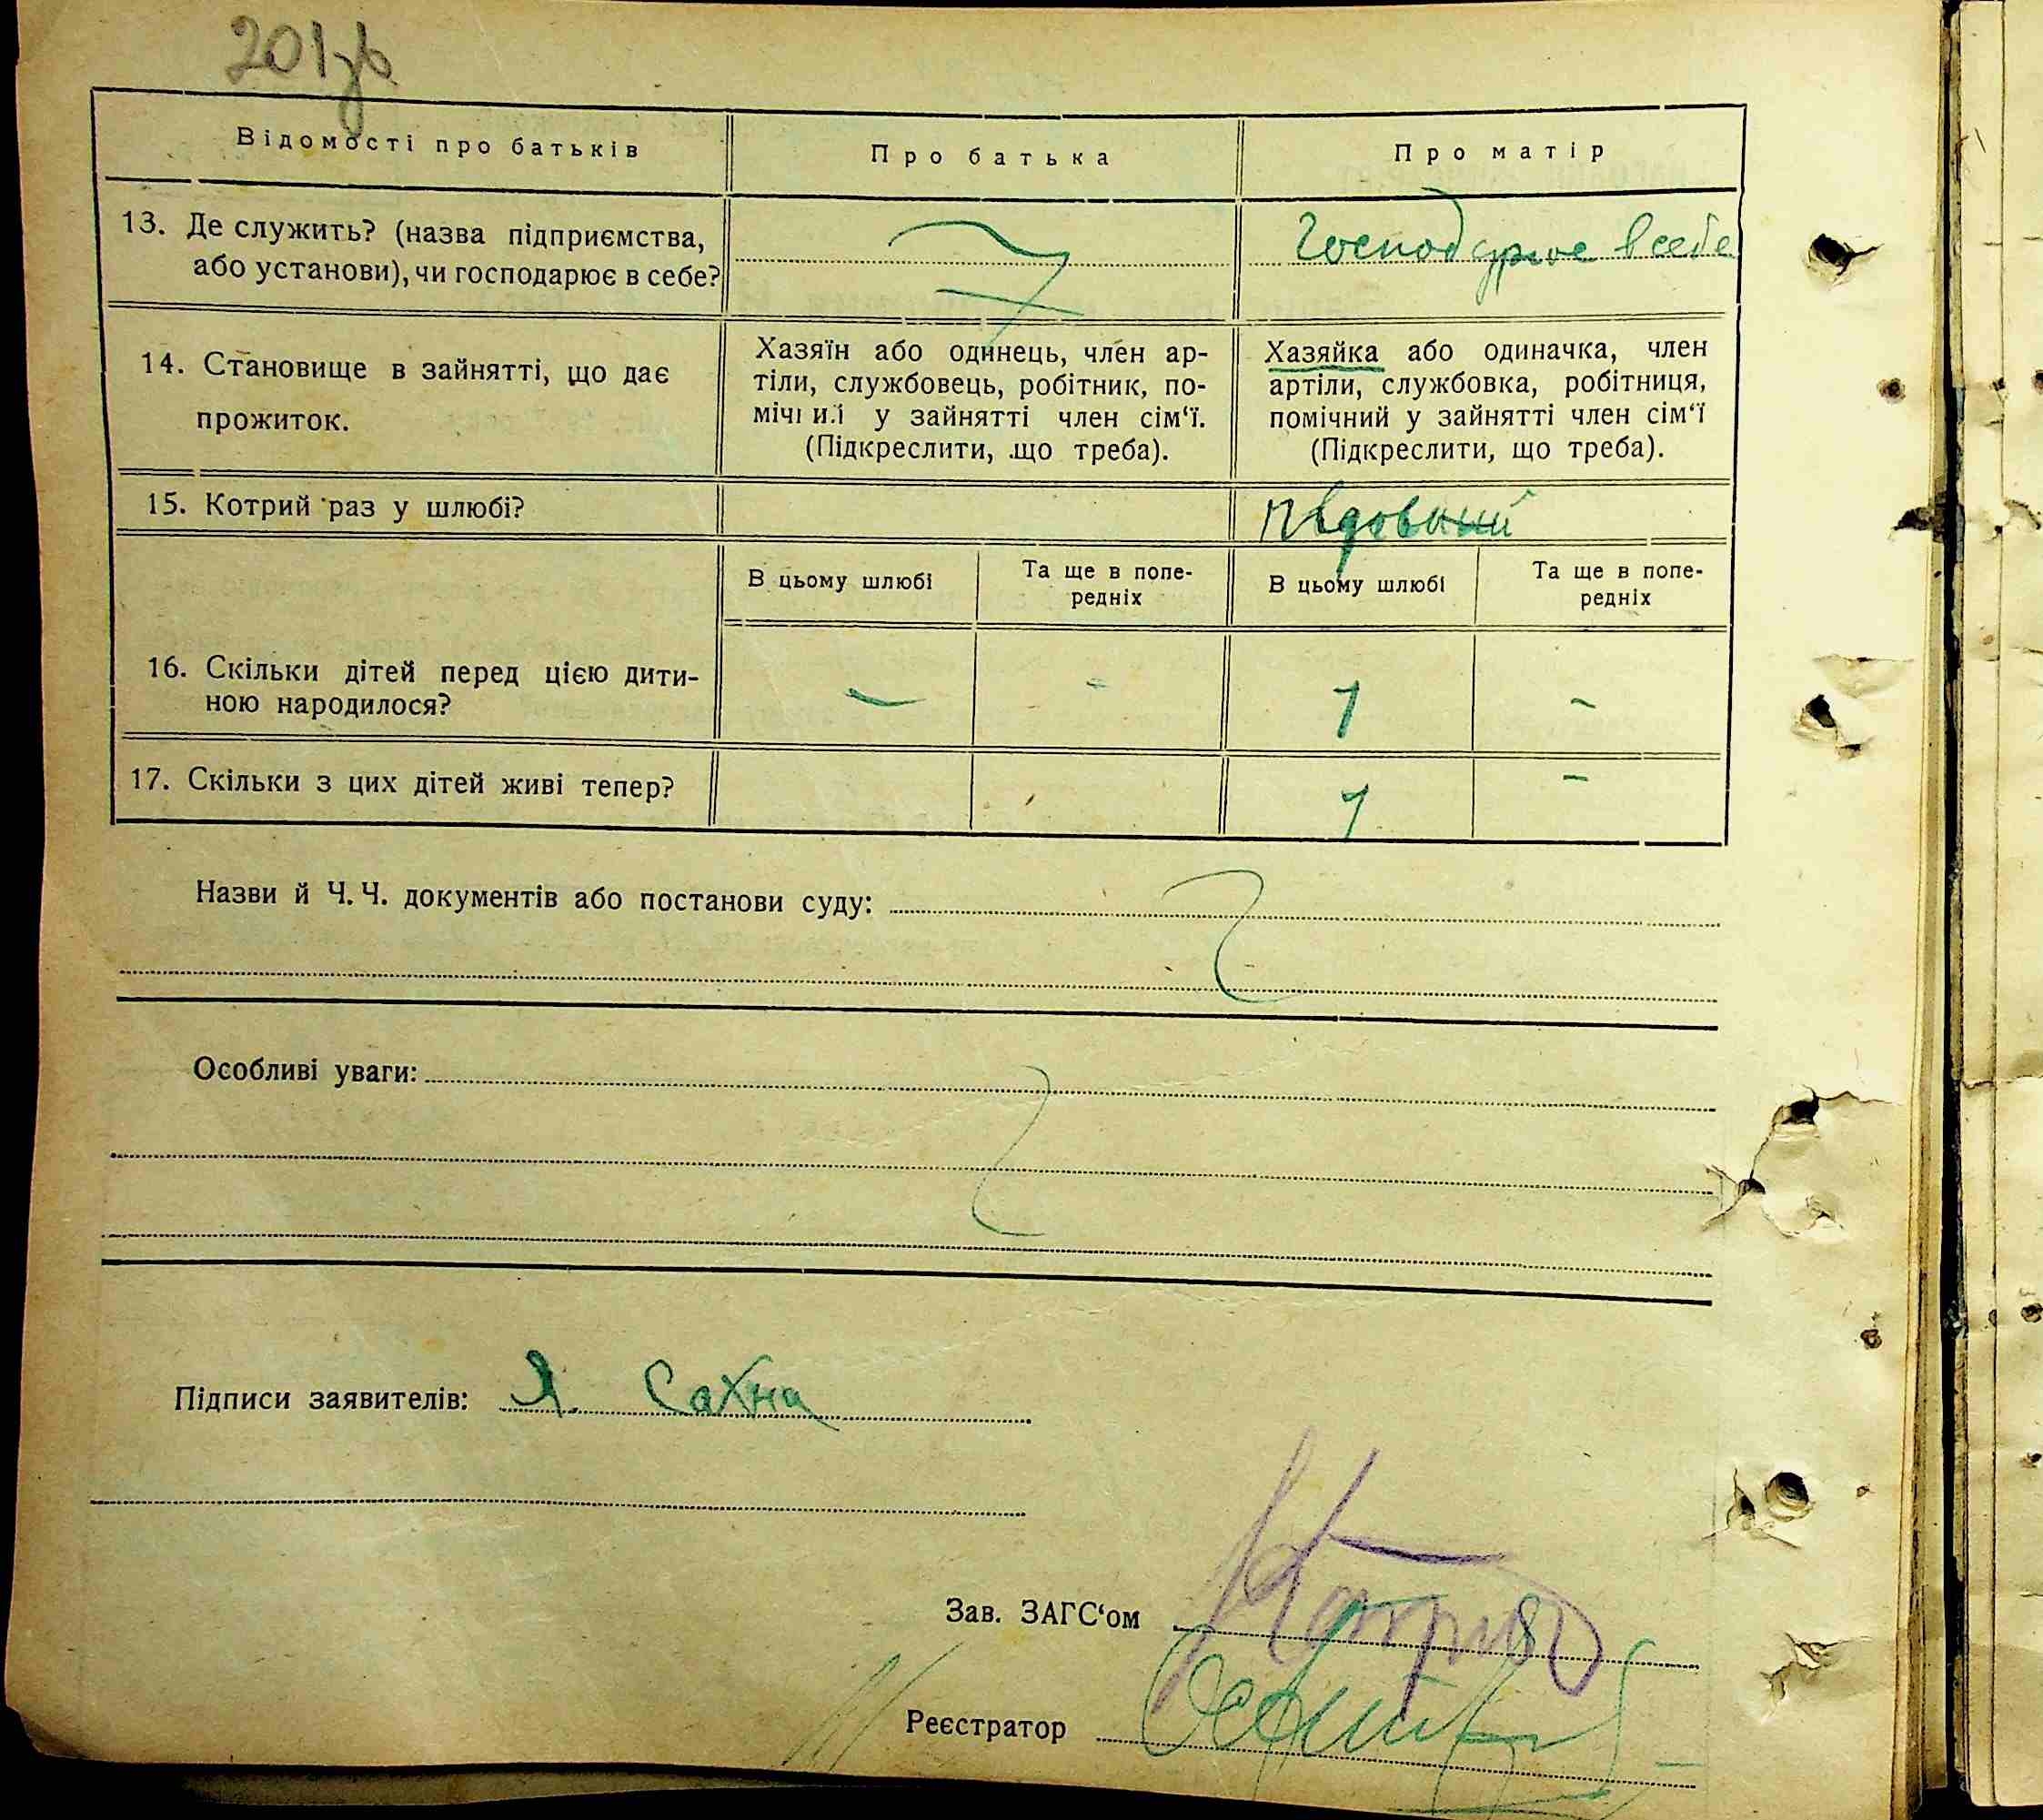 201зв
Відомості про батьків
Про батька
Про матір
13. Де служить? (назва підприємства,
або установи), чи господарює в себе?
Господарює в себе
14. Становище в зайнятті, що дає
прожиток.
Хазяїн або одинець, член ар-
тіли, службовець, робітник, по-
мічний у зайнятті член сім‘ї.
(Підкреслити, що треба).
Хазяйка або одиначка, член
артіли, службовка, робітниця,
помічний у зайнятті член сім‘ї
(Підкреслити, що треба).
15. Котрий раз у шлюбі?
В цьому шлюбі
Та ще в попе-
редніх
В цьому шлюбі
Та ще в попе-
редніх
16. Скільки дітей перед цією дити-
ною народилося?
– - 1 -
17. Скільки з цих дітей живі тепер?
1 -
Назви й Ч. Ч. документів або постанови суду:
Особливі уваги:
Підписи заявителів: Я. Сахна
Зав. ЗАГС‘ом
Реєстратор